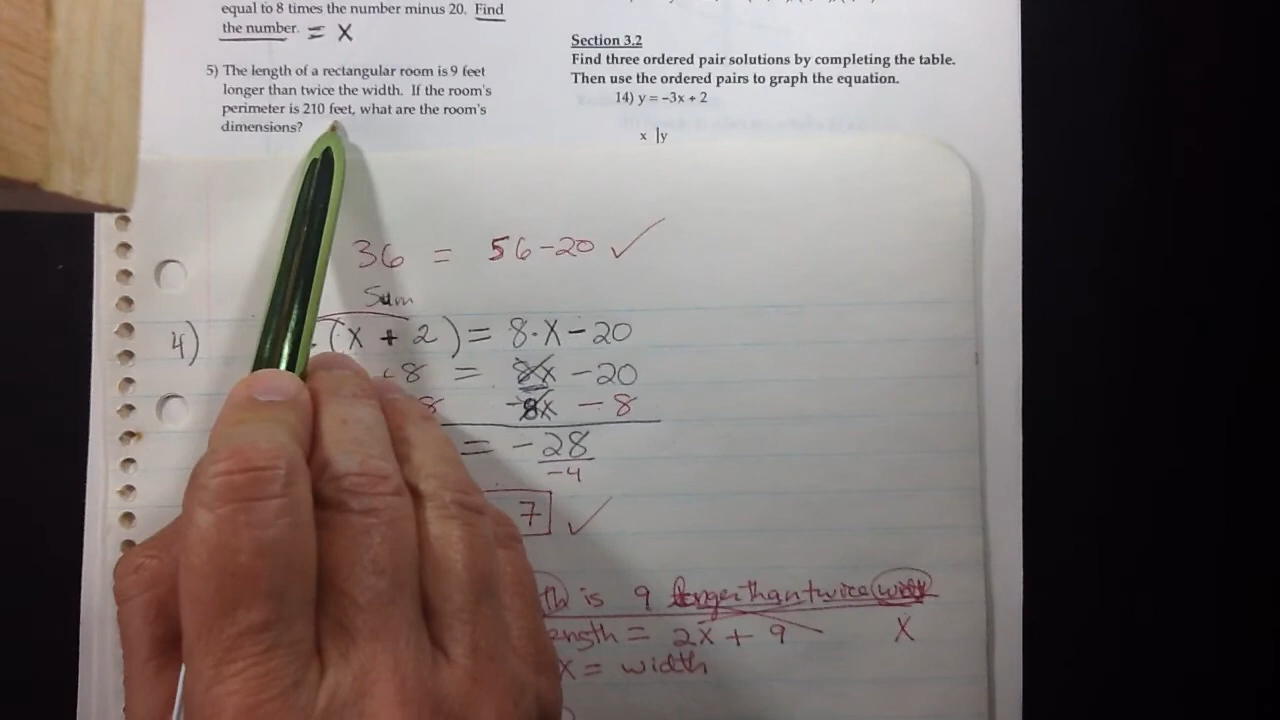 equal to 8 times the number minus 20. Find
the number. = X
5) The length of a rectangular room is 9 feet
longer than twice the width. If the room's
perimeter is 210 feet, what are the room's
dimensions?
Section 3.2
Find three ordered pair solutions by completing the table.
Then use the ordered pairs to graph the equation.
14) y = -3x + 2
x | y
36 = 56 - 20 ✓
Sum
4) (x + 2) = 8·X - 20
8 = 8x - 20
8 -8x - 8
= -28
-4
7 ✓
th is 9 longer than twice width
ength = 2x + 9 X
X = width